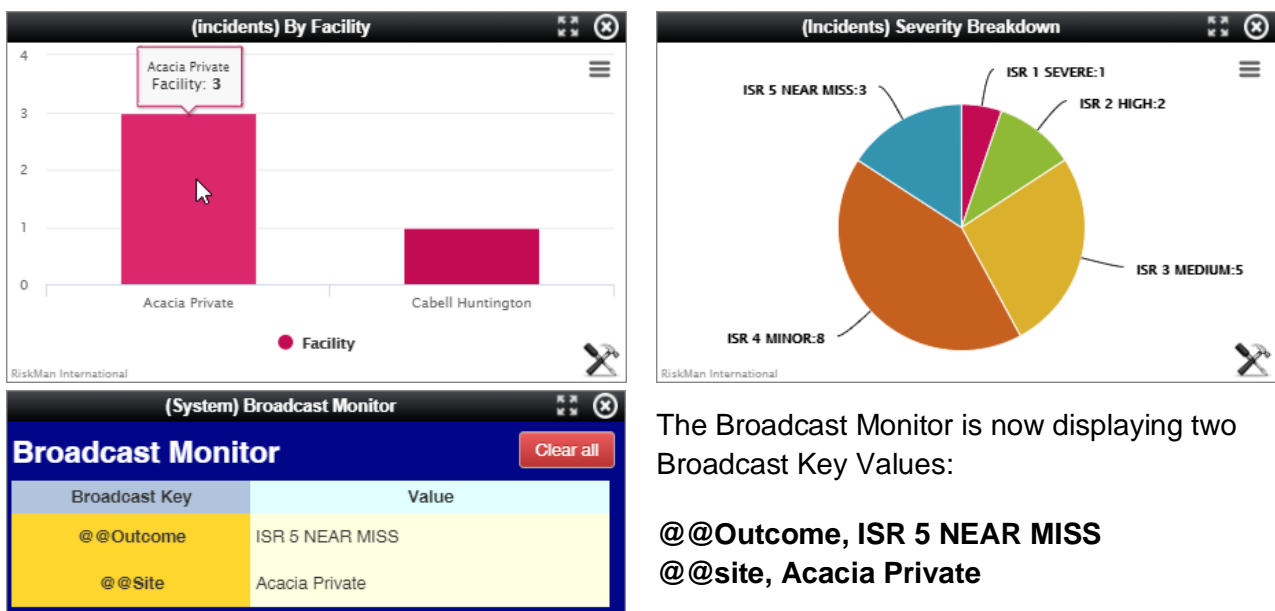 (incidents) By Facility
4
3
2
1
0
Acacia Private
Facility: 3
Acacia Private
Cabell Huntington
Facility
RiskMan International
(Incidents) Severity Breakdown
ISR 1 SEVERE:1
ISR 5 NEAR MISS:3
ISR 2 HIGH:2
ISR 3 MEDIUM:5
ISR 4 MINOR:8
RiskMan International
(System) Broadcast Monitor
Broadcast Monitor
Clear all
Broadcast Key Value
@@Outcome ISR 5 NEAR MISS
@@Site Acacia Private
The Broadcast Monitor is now displaying two
Broadcast Key Values:
@@Outcome, ISR 5 NEAR MISS
@@site, Acacia Private